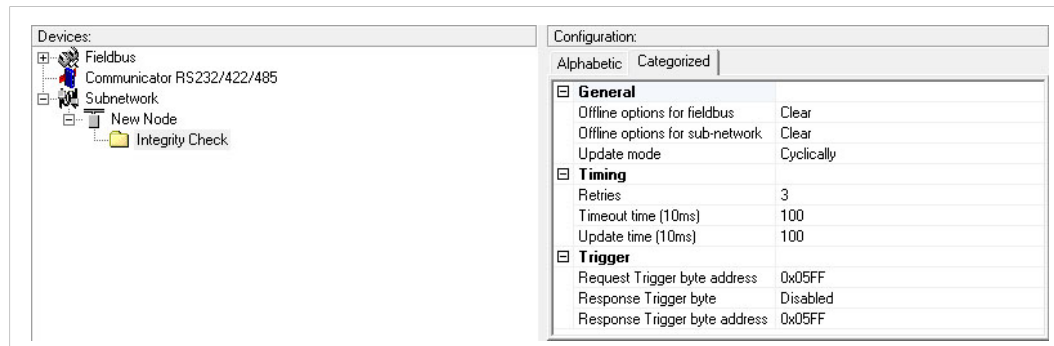 Devices:
Fieldbus
Communicator RS232/422/485
Subnetwork
New Node
Integrity Check
Configuration:
Alphabetic Categorized
General
Offline options for fieldbus Clear
Offline options for sub-network Clear
Update mode Cyclically
Timing
Retries 3
Timeout time (10ms) 100
Update time (10ms) 100
Trigger
Request Trigger byte address 0x05FF
Response Trigger byte Disabled
Response Trigger byte address 0x05FF